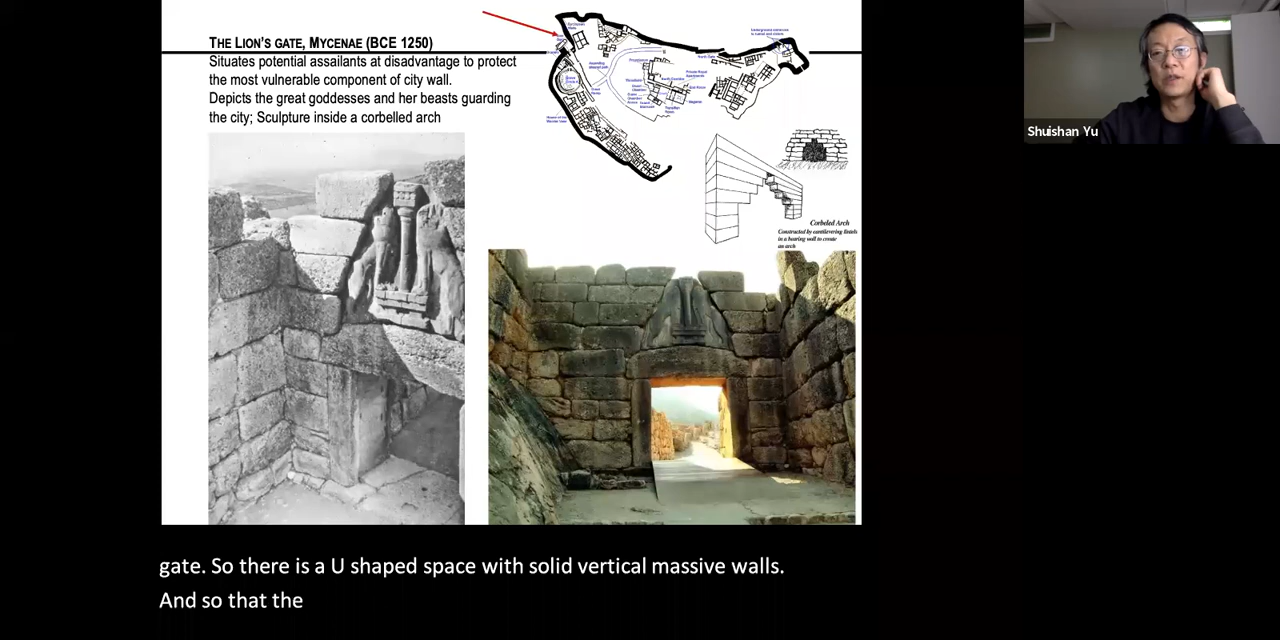 THE LION'S GATE, MYCENAE (BCE 1250)
Situates potential assailants at disadvantage to protect
the most vulnerable component of city wall.
Depicts the great goddesses and her beasts guarding
the city; Sculpture inside a corbelled arch
Corbeled Arch
Constructed by cantilevering lintels
in a bearing wall to create
an arch
Shuishan Yu
gate. So there is a U shaped space with solid vertical massive walls.
And so that the